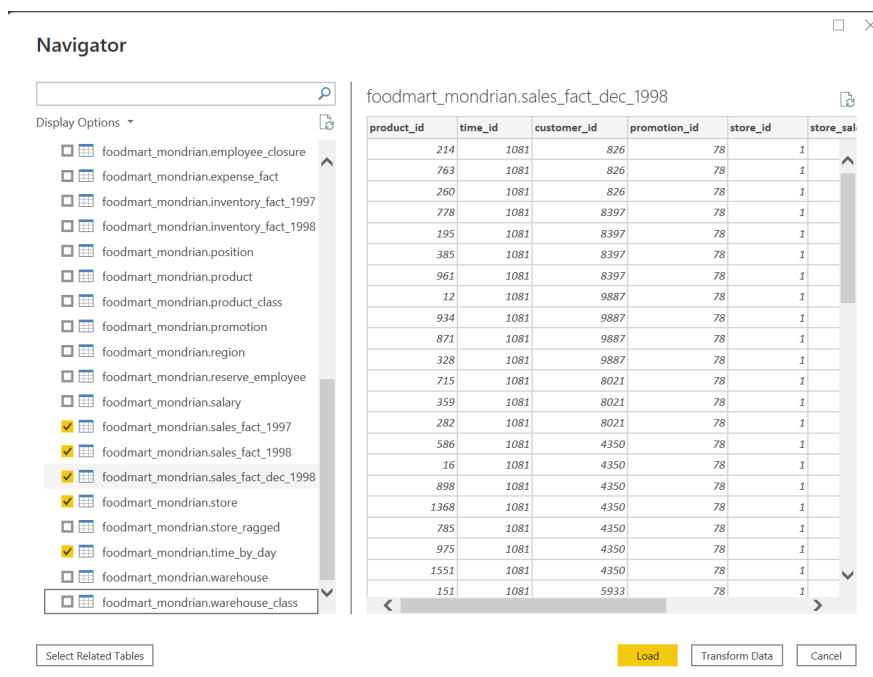 Navigator
Display Options
foodmart_mondrian.employee_closure
foodmart_mondrian.expense_fact
foodmart_mondrian.inventory_fact_1997
foodmart_mondrian.inventory_fact_1998
foodmart_mondrian.position
foodmart_mondrian.product
foodmart_mondrian.product_class
foodmart_mondrian.promotion
foodmart_mondrian.region
foodmart_mondrian.reserve_employee
foodmart_mondrian.salary
foodmart_mondrian.sales_fact_1997
foodmart_mondrian.sales_fact_1998
foodmart_mondrian.sales_fact_dec_1998
foodmart_mondrian.store
foodmart_mondrian.store_ragged
foodmart_mondrian.time_by_day
foodmart_mondrian.warehouse
foodmart_mondrian.warehouse_class
foodmart_mondrian.sales_fact_dec_1998
product_id time_id customer_id promotion_id store_id store_sal
214 1081 826 78 1
763 1081 826 78 1
260 1081 826 78 1
778 1081 8397 78 1
195 1081 8397 78 1
385 1081 8397 78 1
961 1081 8397 78 1
12 1081 9887 78 1
934 1081 9887 78 1
871 1081 9887 78 1
328 1081 9887 78 1
715 1081 8021 78 1
359 1081 8021 78 1
282 1081 8021 78 1
586 1081 4350 78 1
16 1081 4350 78 1
898 1081 4350 78 1
1368 1081 4350 78 1
785 1081 4350 78 1
975 1081 4350 78 1
1551 1081 4350 78 1
151 1081 5933 78 1
Select Related Tables
Load
Transform Data
Cancel